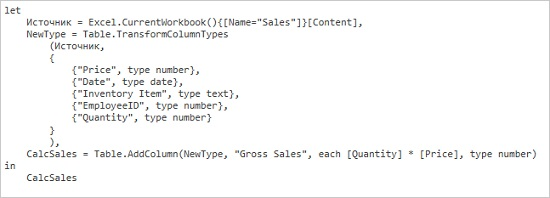 let
    Источник = Excel.CurrentWorkbook(){[Name="Sales"]}[Content],
    NewType = Table.TransformColumnTypes
        (Источник,
        {
            {"Price", type number},
            {"Date", type date},
            {"Inventory Item", type text},
            {"EmployeeID", type number},
            {"Quantity", type number}
        }
        ),
    CalcSales = Table.AddColumn(NewType, "Gross Sales", each [Quantity] * [Price], type number)
in
    CalcSales